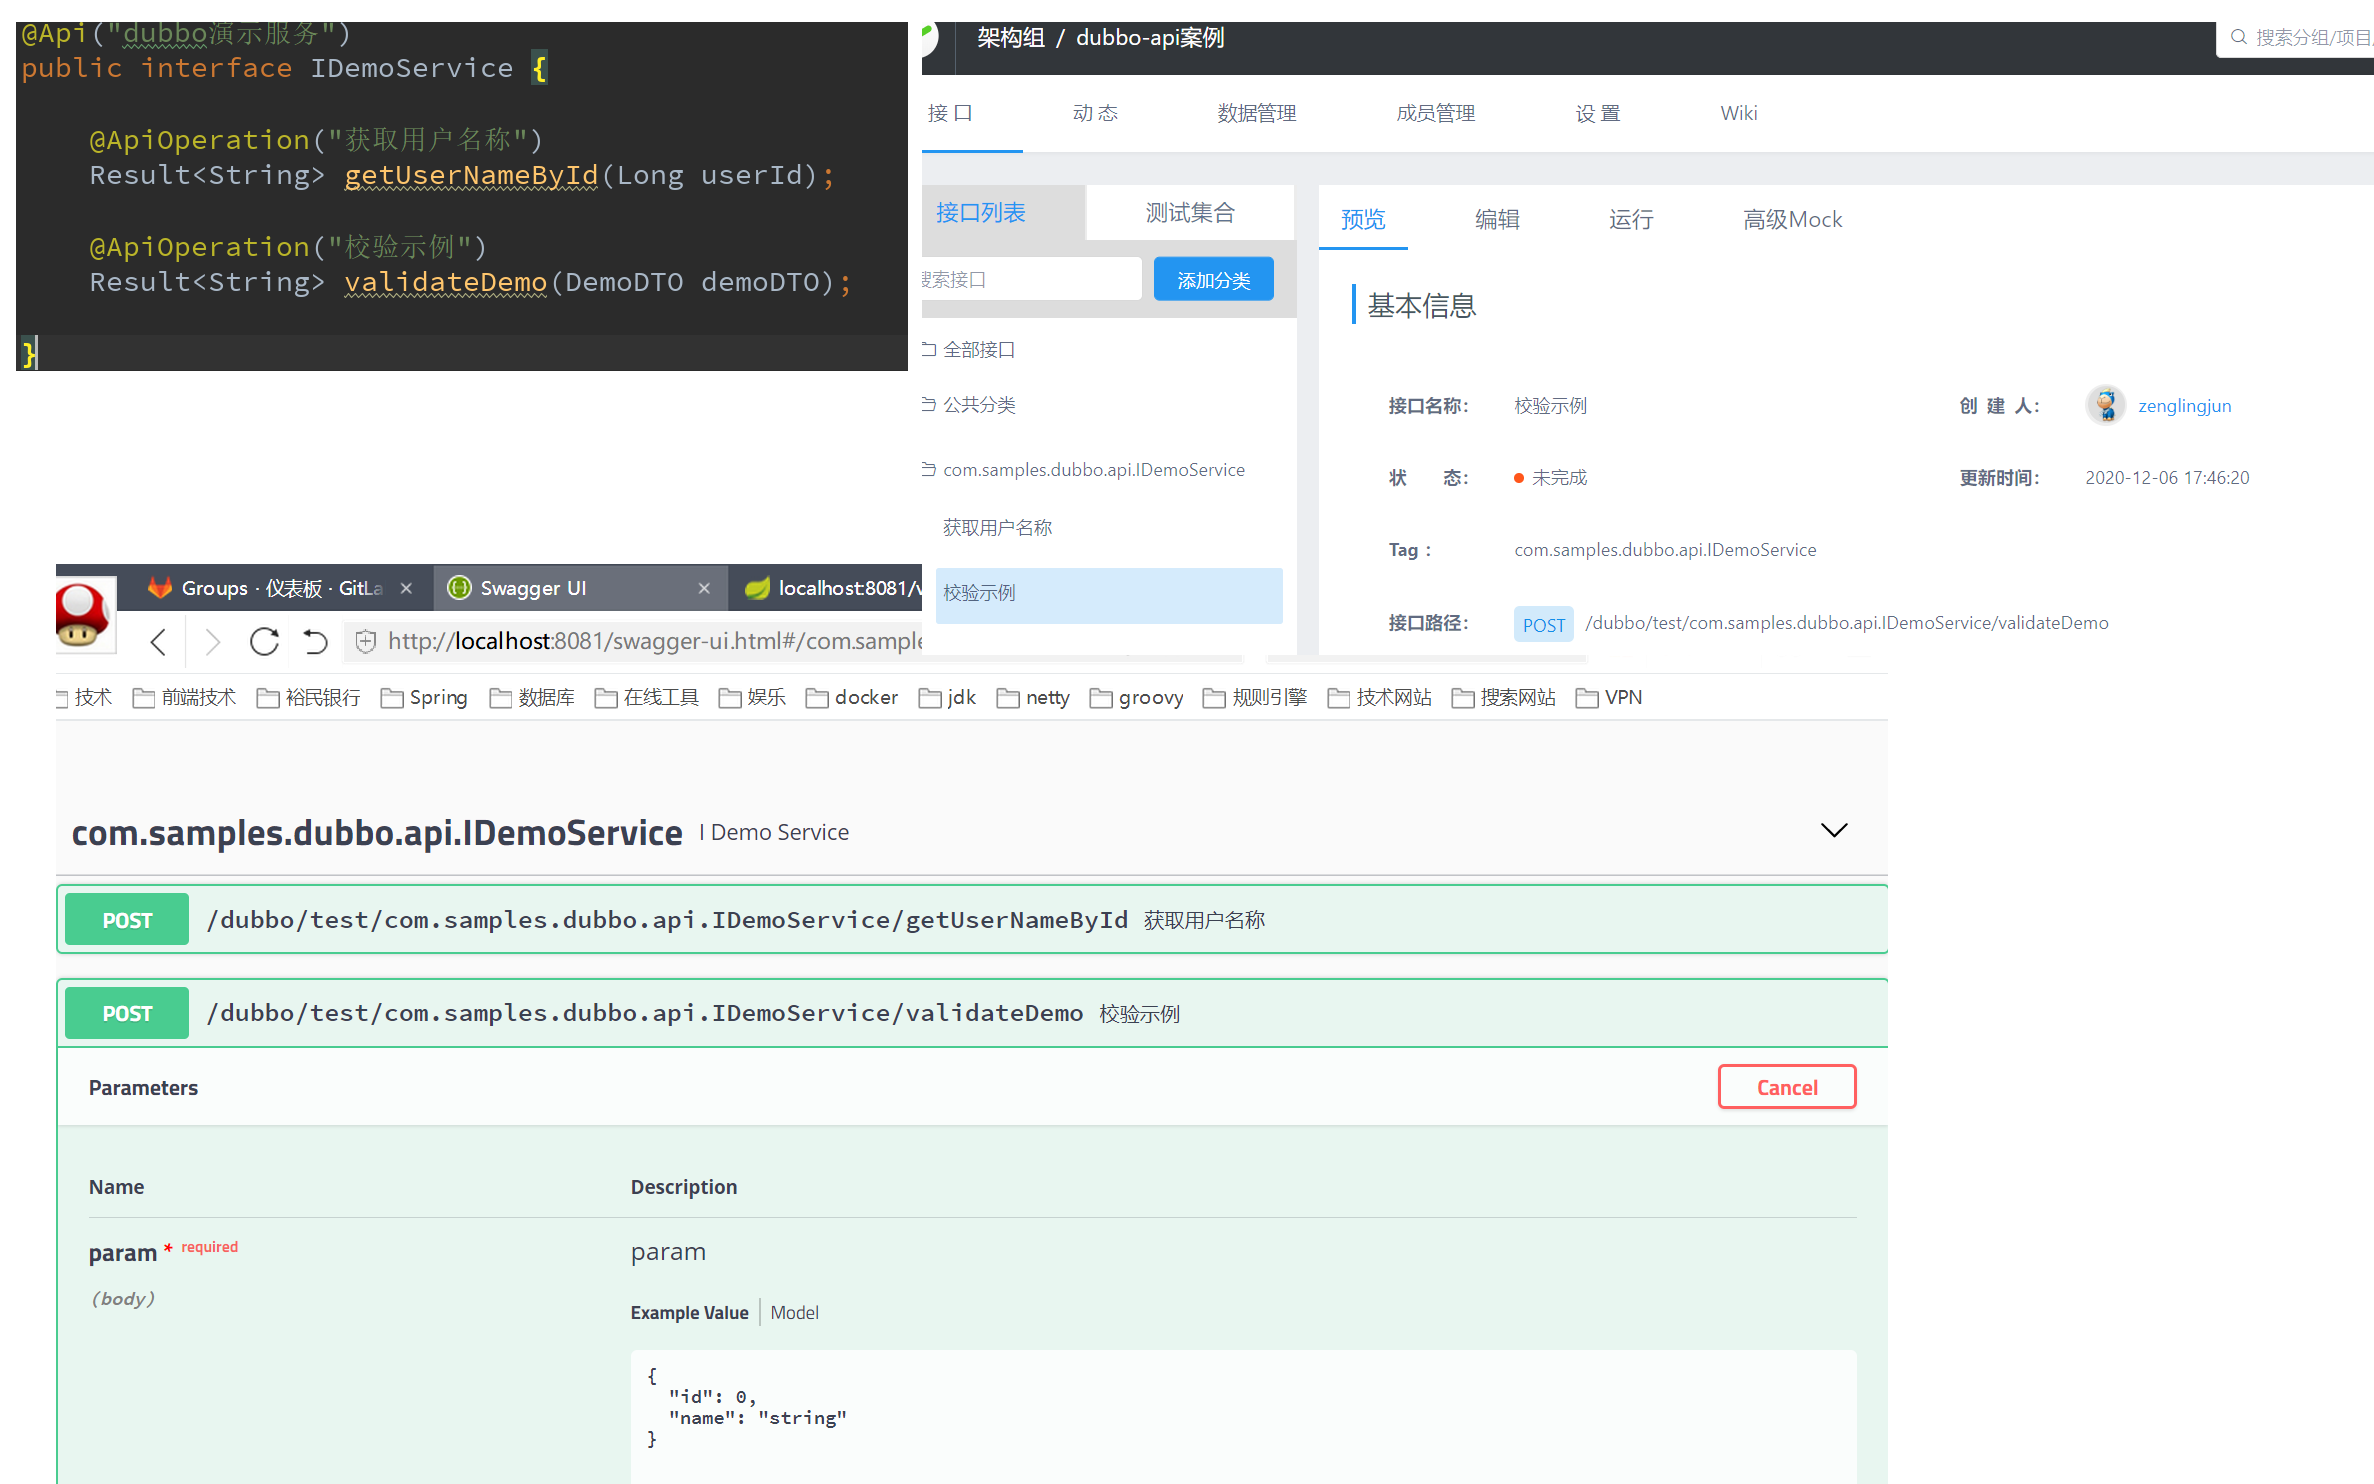 @Api("dubbo演示服务")
public interface IDemoService {
@ApiOperation("获取用户名称")
Result<String> getUserNameById(Long userId);
@ApiOperation("校验示例")
Result<String> validateDemo(DemoDTO demoDTO);
}
架构组 / dubbo-api案例
搜索分组/项目/
接 口
动 态
数据管理
成员管理
设 置
Wiki
接口列表
测试集合
搜索接口
添加分类
全部接口
公共分类
com.samples.dubbo.api.IDemoService
获取用户名称
校验示例
预览
编辑
运行
高级Mock
基本信息
接口名称: 校验示例
创 建 人: zenglingjun
状 态: 未完成
更新时间: 2020-12-06 17:46:20
Tag : com.samples.dubbo.api.IDemoService
接口路径: POST /dubbo/test/com.samples.dubbo.api.IDemoService/validateDemo
Groups · 仪表板 · GitLa
Swagger UI
localhost:8081/v
http://localhost:8081/swagger-ui.html#/com.sample
技术 前端技术 裕民银行 Spring 数据库 在线工具 娱乐 docker jdk netty groovy 规则引擎 技术网站 搜索网站 VPN
com.samples.dubbo.api.IDemoService I Demo Service
POST /dubbo/test/com.samples.dubbo.api.IDemoService/getUserNameById 获取用户名称
POST /dubbo/test/com.samples.dubbo.api.IDemoService/validateDemo 校验示例
Parameters
Cancel
Name Description
param * required
param
(body)
Example Value | Model
{
"id": 0,
"name": "string"
}